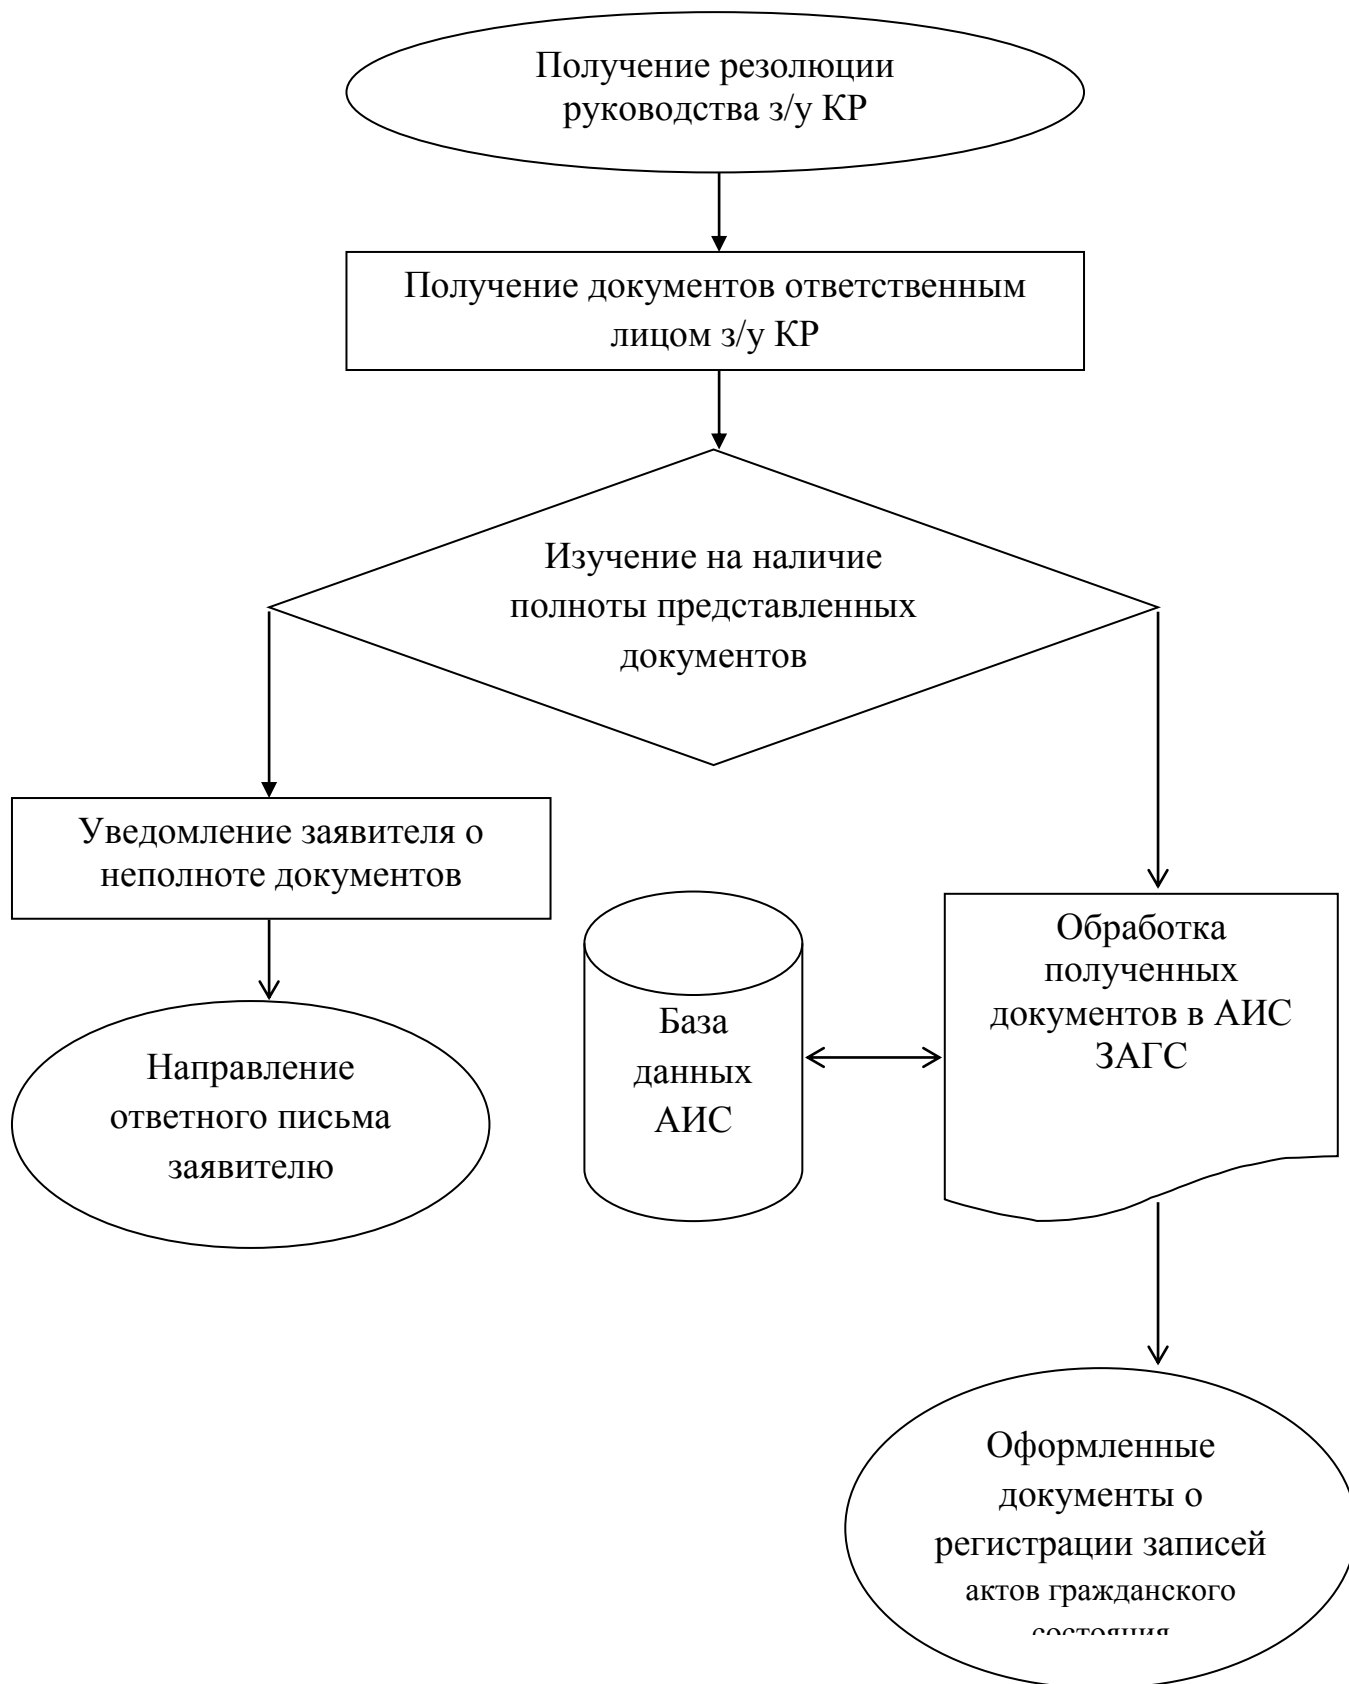 Получение резолюции
руководства з/у КР
Получение документов ответственным
лицом з/у КР
Изучение на наличие
полноты представленных
документов
Уведомление заявителя о
неполноте документов
Направление
ответного письма
заявителю
База
данных
АИС
Обработка
полученных
документов в АИС
ЗАГС
Оформленные
документы о
регистрации записей
актов гражданского
состояния